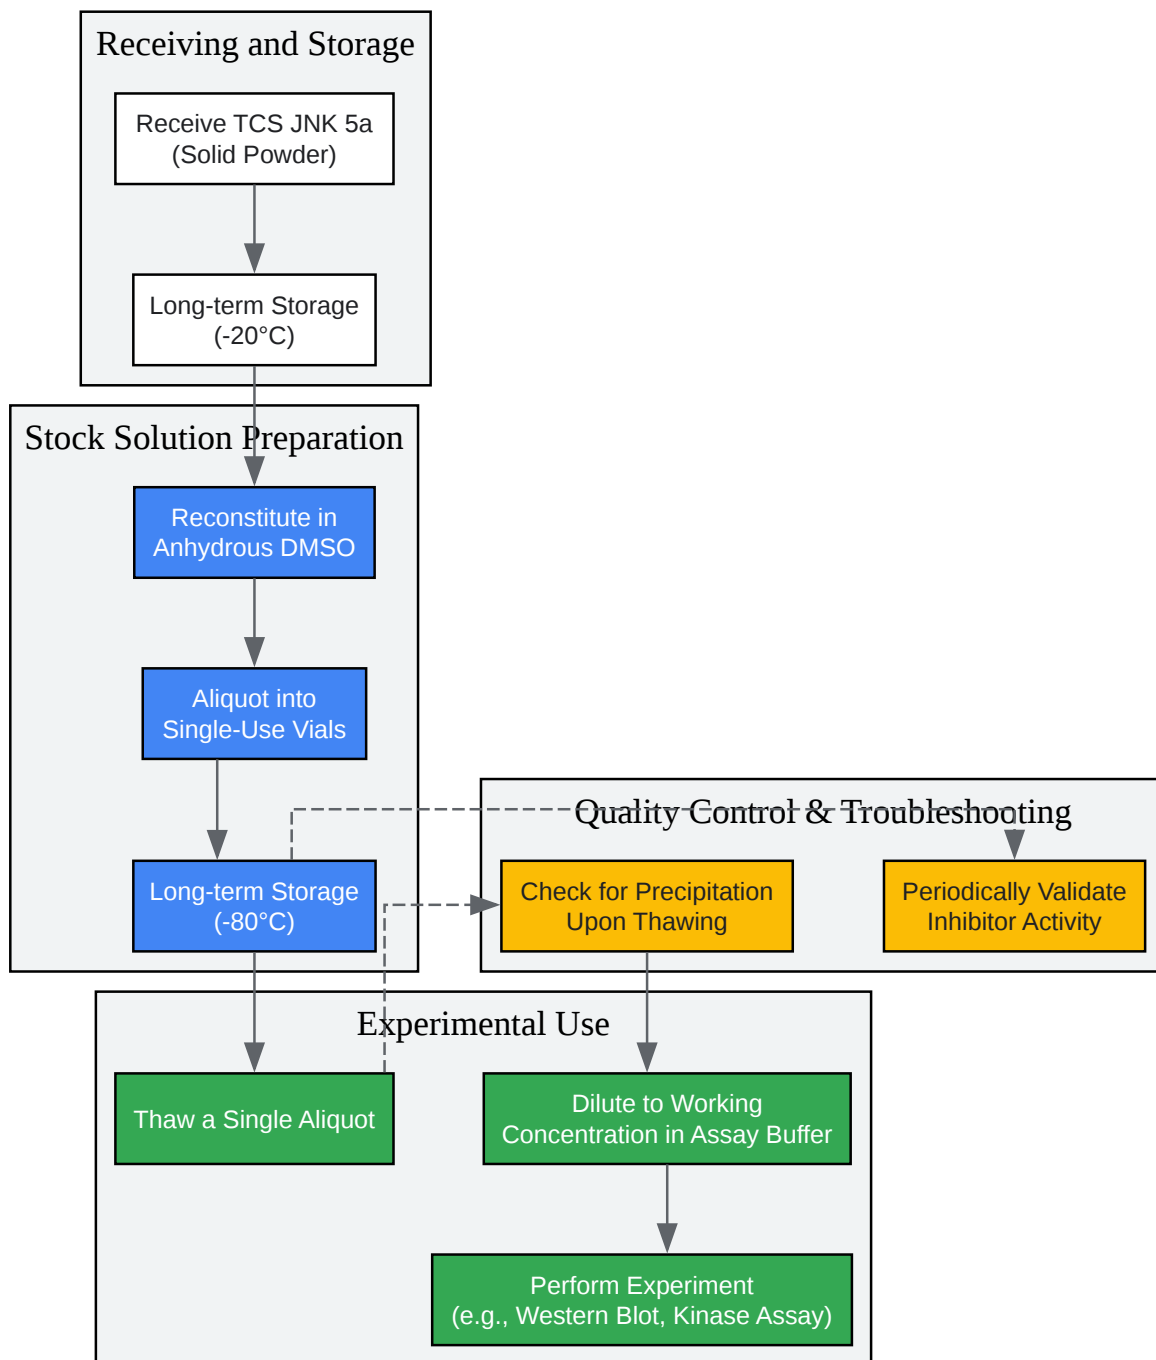 Receiving and Storage
Receive TCS JNK 5a
(Solid Powder)
Long-term Storage
(-20°C)
Stock Solution Preparation
Reconstitute in
Anhydrous DMSO
Aliquot into
Single-Use Vials
Long-term Storage
(-80°C)
Quality Control & Troubleshooting
Check for Precipitation
Upon Thawing
Periodically Validate
Inhibitor Activity
Experimental Use
Thaw a Single Aliquot
Dilute to Working
Concentration in Assay Buffer
Perform Experiment
(e.g., Western Blot, Kinase Assay)